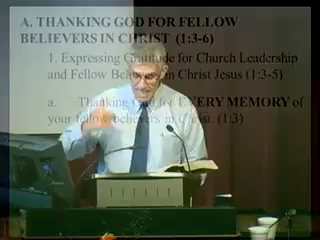 A. THANKING GOD FOR FELLOW
BELIEVERS IN CHRIST (1:3-6)
1. Expressing Gratitude for Church Leadership
and Fellow Be in Christ Jesus (1:3-5)
a. Thanking God for EVERY MEMORY of
your fellow believers in Christ. (1:3)